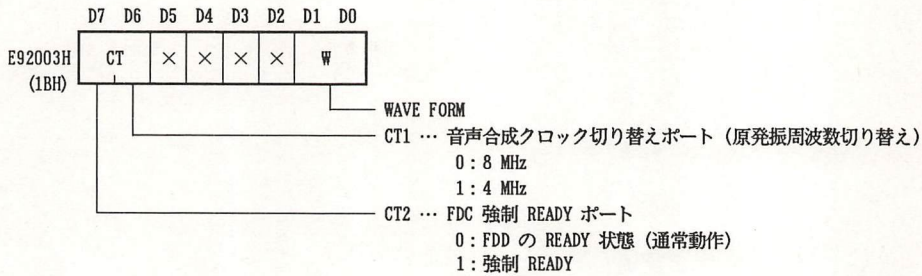 D7 D6 D5 D4 D3 D2 D1 D0
E92003H CT × × × × W
(1BH)
WAVE FORM
CT1 … 音声合成クロック切り替えポート (原発振周波数切り替え)
0 : 8 MHz
1 : 4 MHz
CT2 … FDC 強制 READY ポート
0 : FDD の READY 状態 (通常動作)
1 : 強制 READY